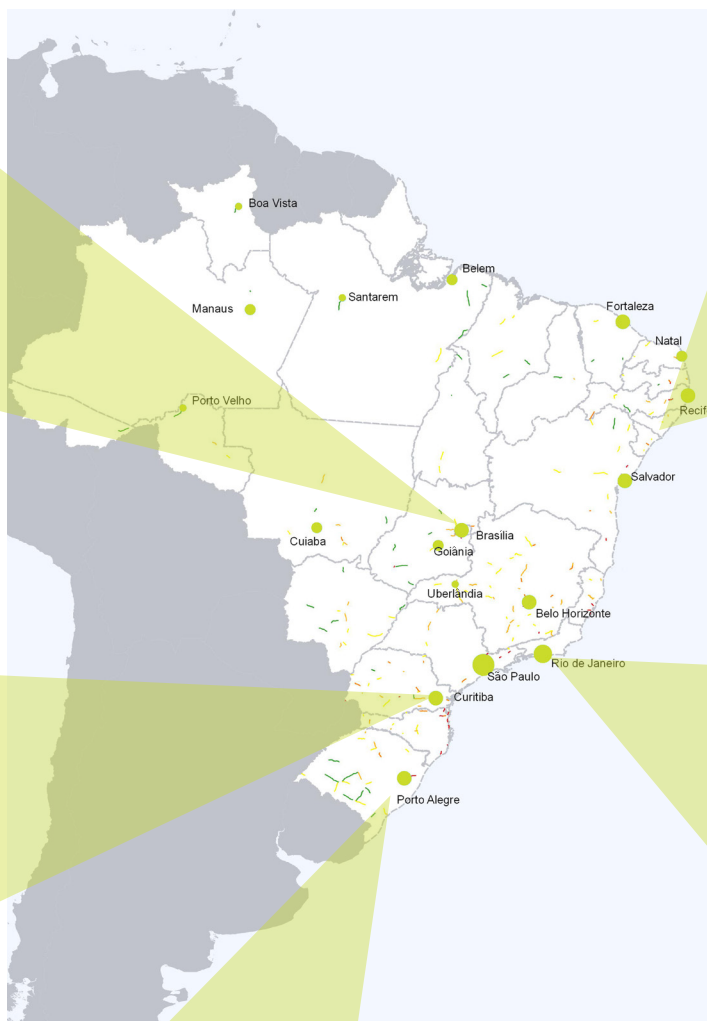 Boa Vista
Belem
Santarem
Manaus
Fortaleza
Natal
Porto Velho
Recif
Salvador
Brasília
Cuiaba
Goiânia
Uberlândia
Belo Horizonte
Rio de Janeiro
São Paulo
Curitiba
Porto Alegre